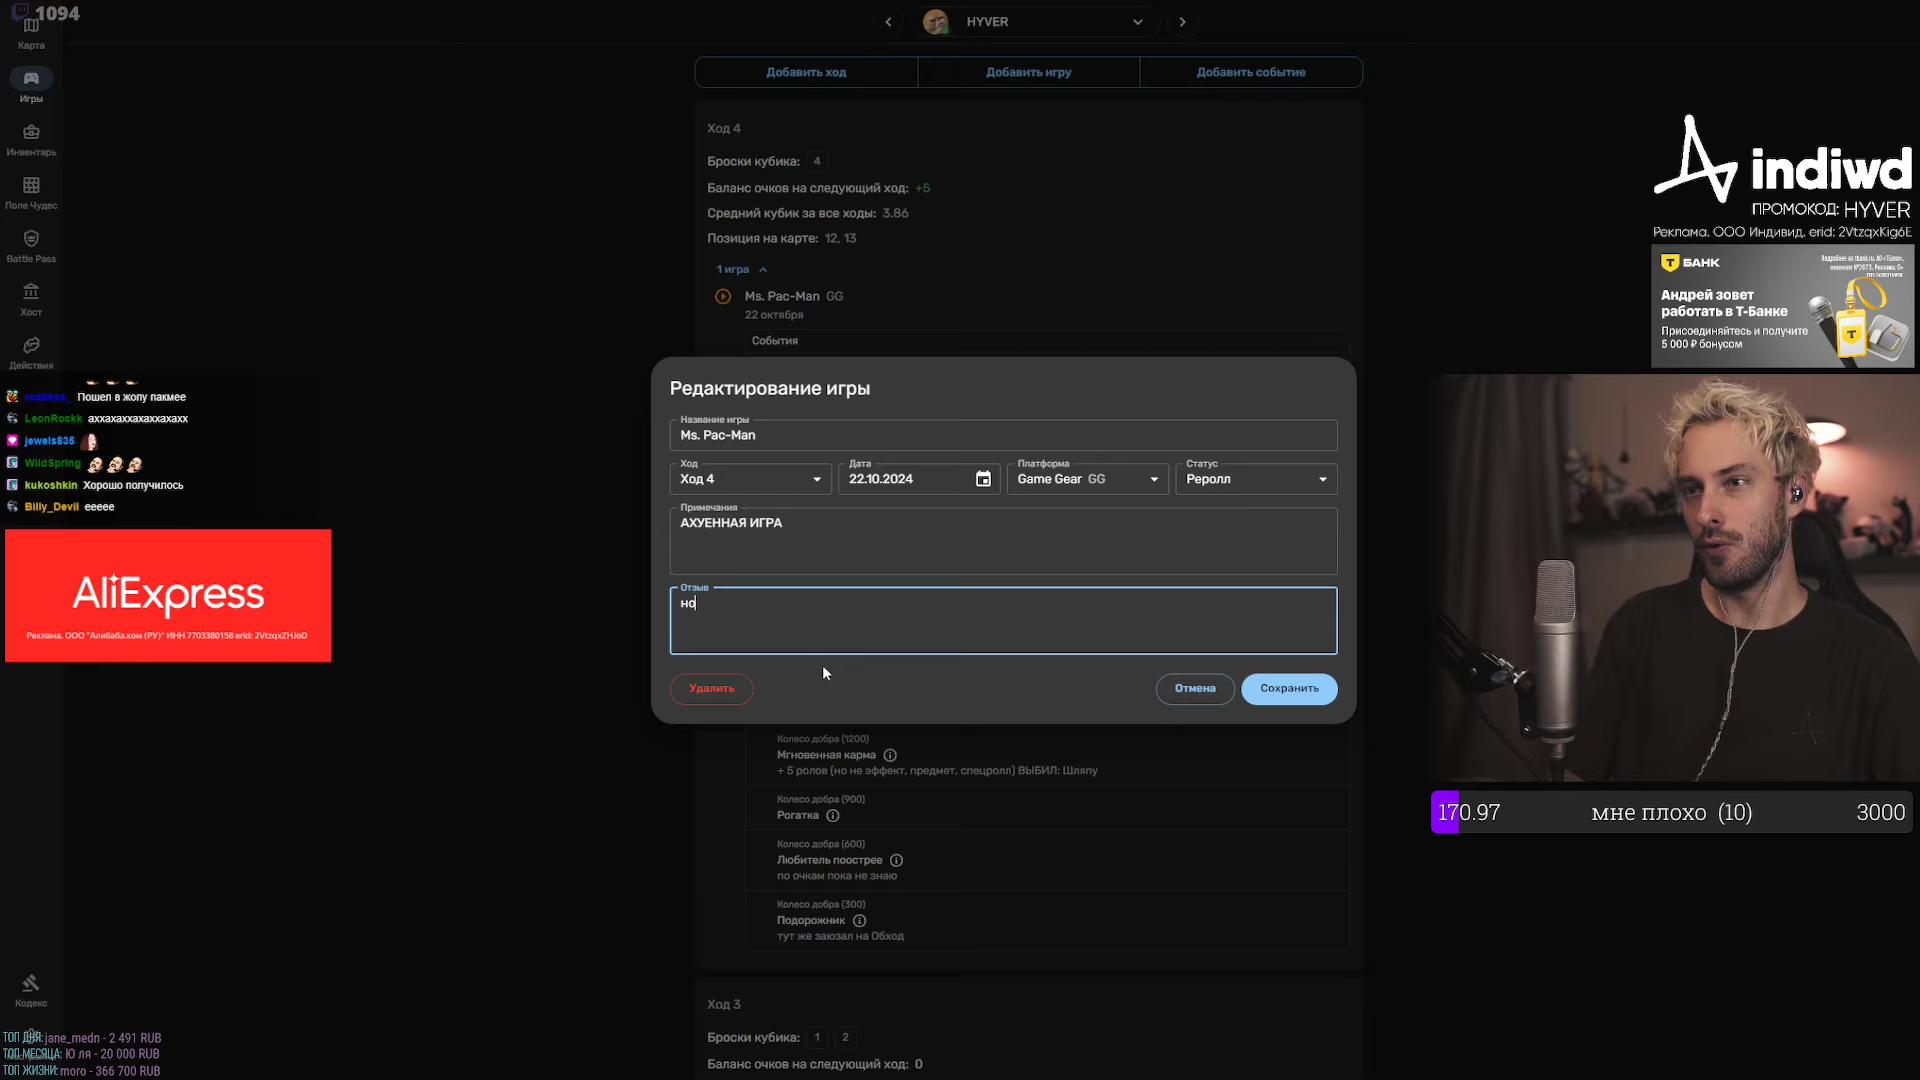 1094
Карта
Игры
Инвентарь
Поле Чудес
Battle Pass
Хост
Действия
HYVER
Добавить ход
Добавить игру
Добавить событие
Ход 4
Броски кубика: 4
Баланс очков на следующий ход: +5
Средний кубик за все ходы: 3.86
Позиция на карте: 12, 13
1 игра
Ms. Pac-Man GG
22 октября
События
Редактирование игры
Название игры
Ms. Pac-Man
Ход
Ход 4
Дата
22.10.2024
Платформа
Game Gear GG
Статус
Реролл
Примечания
АХУЕННАЯ ИГРА
Отзыв
но
Удалить
Отмена
Сохранить
Колесо добра (1200)
Мгновенная карма
+ 5 ролов (но не эффект, предмет, спецролл) ВЫБИЛ: Шляпу
Колесо добра (900)
Рогатка
Колесо добра (600)
Любитель поострее
по очкам пока не знаю
Колесо добра (300)
Подорожник
тут же заюзал на Обход
Ход 3
Броски кубика: 1 2
Баланс очков на следующий ход: 0
Пошел в жопу пакмее
LeonRockk аххахаххахаххахахх
jewels835
WildSpring
kukoshkin Хорошо получилось
Billy_Devil еееее
AliExpress
Реклама. ООО "Алибаба.ком (РУ)" ИНН 7703380158 erid: 2VtzqxZHJoD
Кодекс
ТОП ДНЯ: jane_medn - 2 491 RUB
ТОП МЕСЯЦА: Ю ля - 20 000 RUB
ТОП ЖИЗНИ: moro - 366 700 RUB
indiwd
ПРОМОКОД: HYVER
Реклама. ООО Индивид. erid: 2VtzqxKig6E
Т БАНК
Андрей зовет
работать в Т-Банке
Присоединяйтесь и получите
5 000 ₽ бонусом
170.97 мне плохо (10) 3000